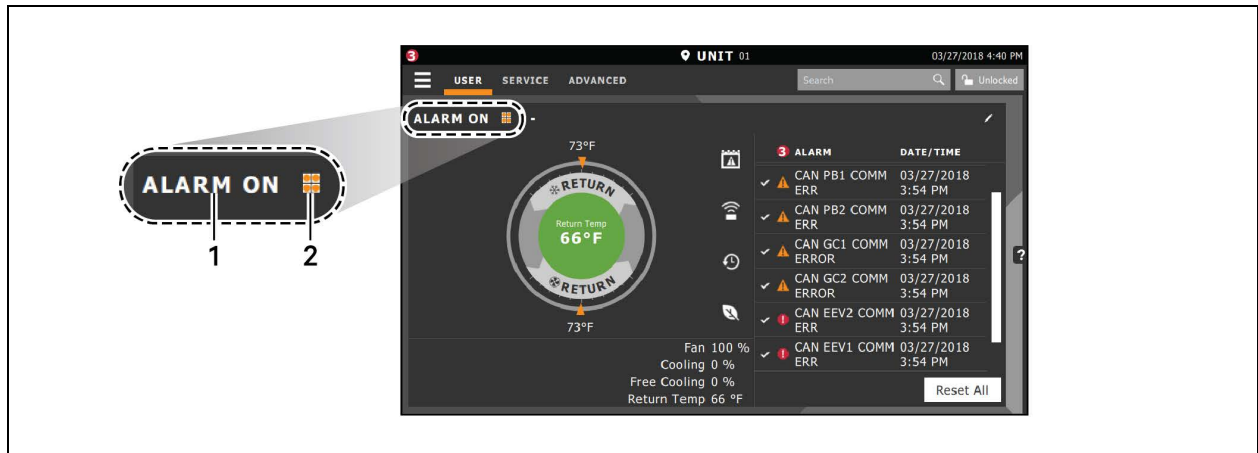 3
UNIT 01
03/27/2018 4:40 PM
USER SERVICE ADVANCED
Search
Unlocked
ALARM ON -
ALARM ON
1 2
73°F
RETURN
Return Temp
66°F
RETURN
73°F
Fan 100 %
Cooling 0 %
Free Cooling 0 %
Return Temp 66 °F
3 ALARM DATE/TIME
CAN PB1 COMM 03/27/2018
ERR 3:54 PM
CAN PB2 COMM 03/27/2018
ERR 3:54 PM
CAN GC1 COMM 03/27/2018
ERROR 3:54 PM
CAN GC2 COMM 03/27/2018
ERROR 3:54 PM
CAN EEV2 COMM 03/27/2018
ERR 3:54 PM
CAN EEV1 COMM 03/27/2018
ERR 3:54 PM
Reset All
?